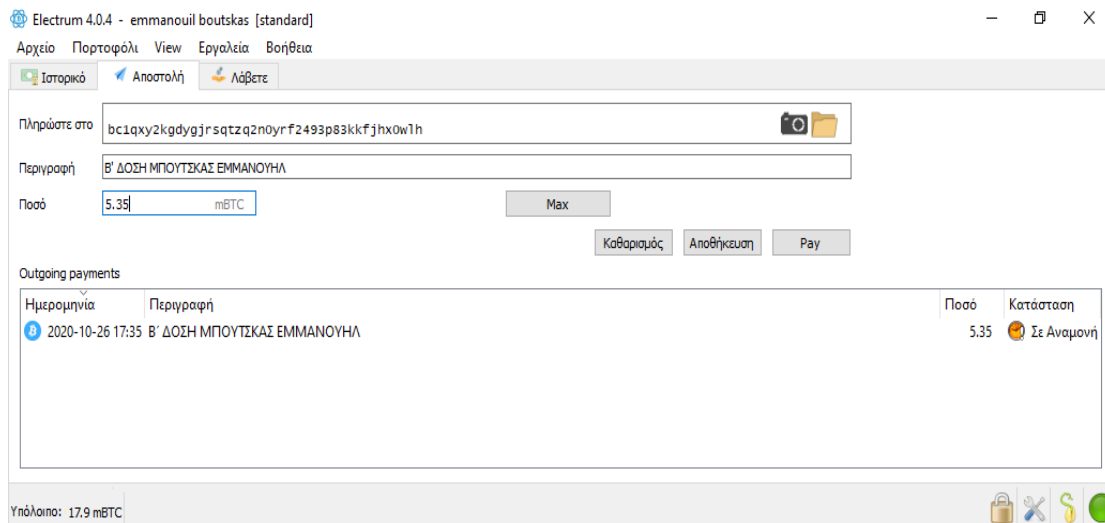 Electrum 4.0.4 - emmanouil boutskas [standard]
Αρχείο Πορτοφόλι View Εργαλεία Βοήθεια
Ιστορικό Αποστολή Λάβετε
Πληρώστε στο bc1qxy2kgdygjrsqtzq2n0yrf2493p83kkfjhx0wlh
Περιγραφή Β' ΔΟΣΗ ΜΠΟΥΤΣΚΑΣ ΕΜΜΑΝΟΥΗΛ
Ποσό 5.35 mBTC Max
Καθαρισμός Αποθήκευση Pay
Outgoing payments
Ημερομηνία Περιγραφή Ποσό Κατάσταση
2020-10-26 17:35 Β΄ ΔΟΣΗ ΜΠΟΥΤΣΚΑΣ ΕΜΜΑΝΟΥΗΛ 5.35 Σε Αναμονή
Υπόλοιπο: 17.9 mBTC